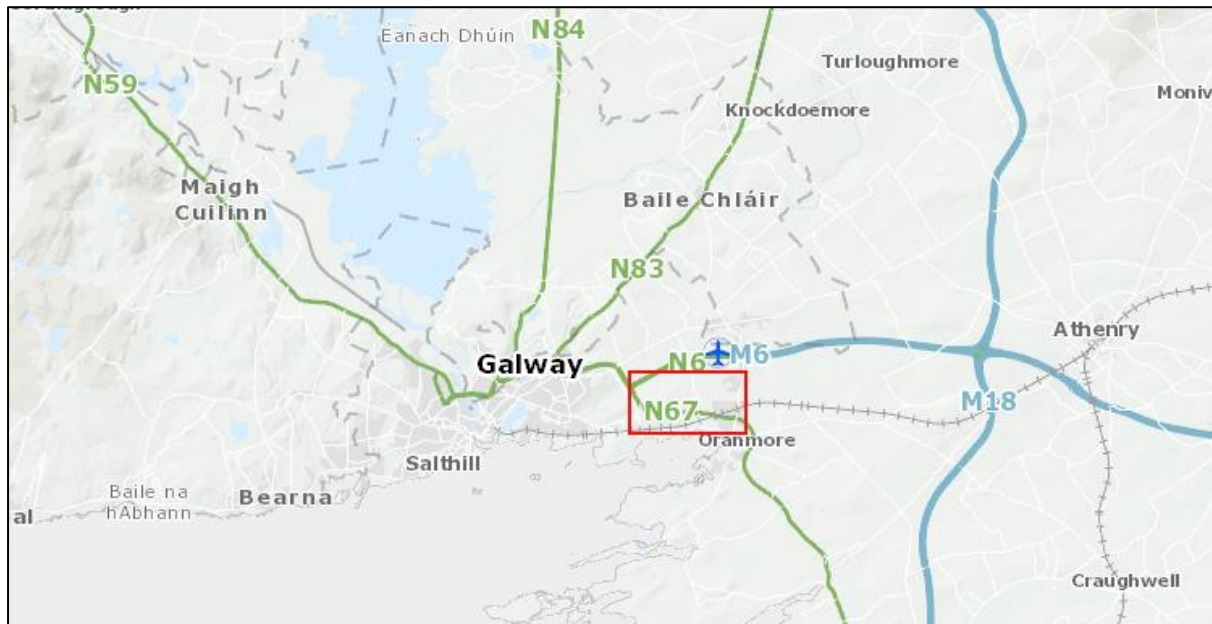 Eanach Dhúin
N84
Turloughmore
N59
Moniv
Knockdoemore
Maigh
Cuilinn
Baile Chláir
N83
Athenry
Galway
N6
M6
N67
M18
Oranmore
Salthill
Baile na
hAbhann
Bearna
al
Craughwell